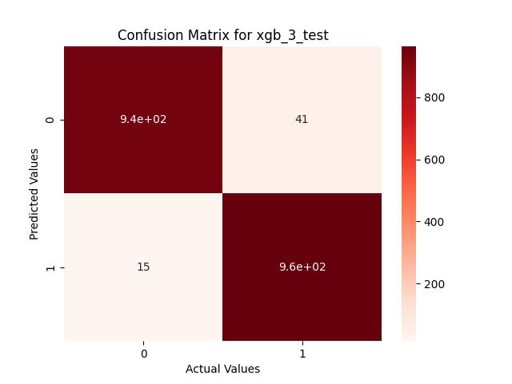 Confusion Matrix for xgb_3_test
Predicted Values
0
1
9.4e+02
41
15
9.6e+02
0
1
Actual Values
800
600
400
200